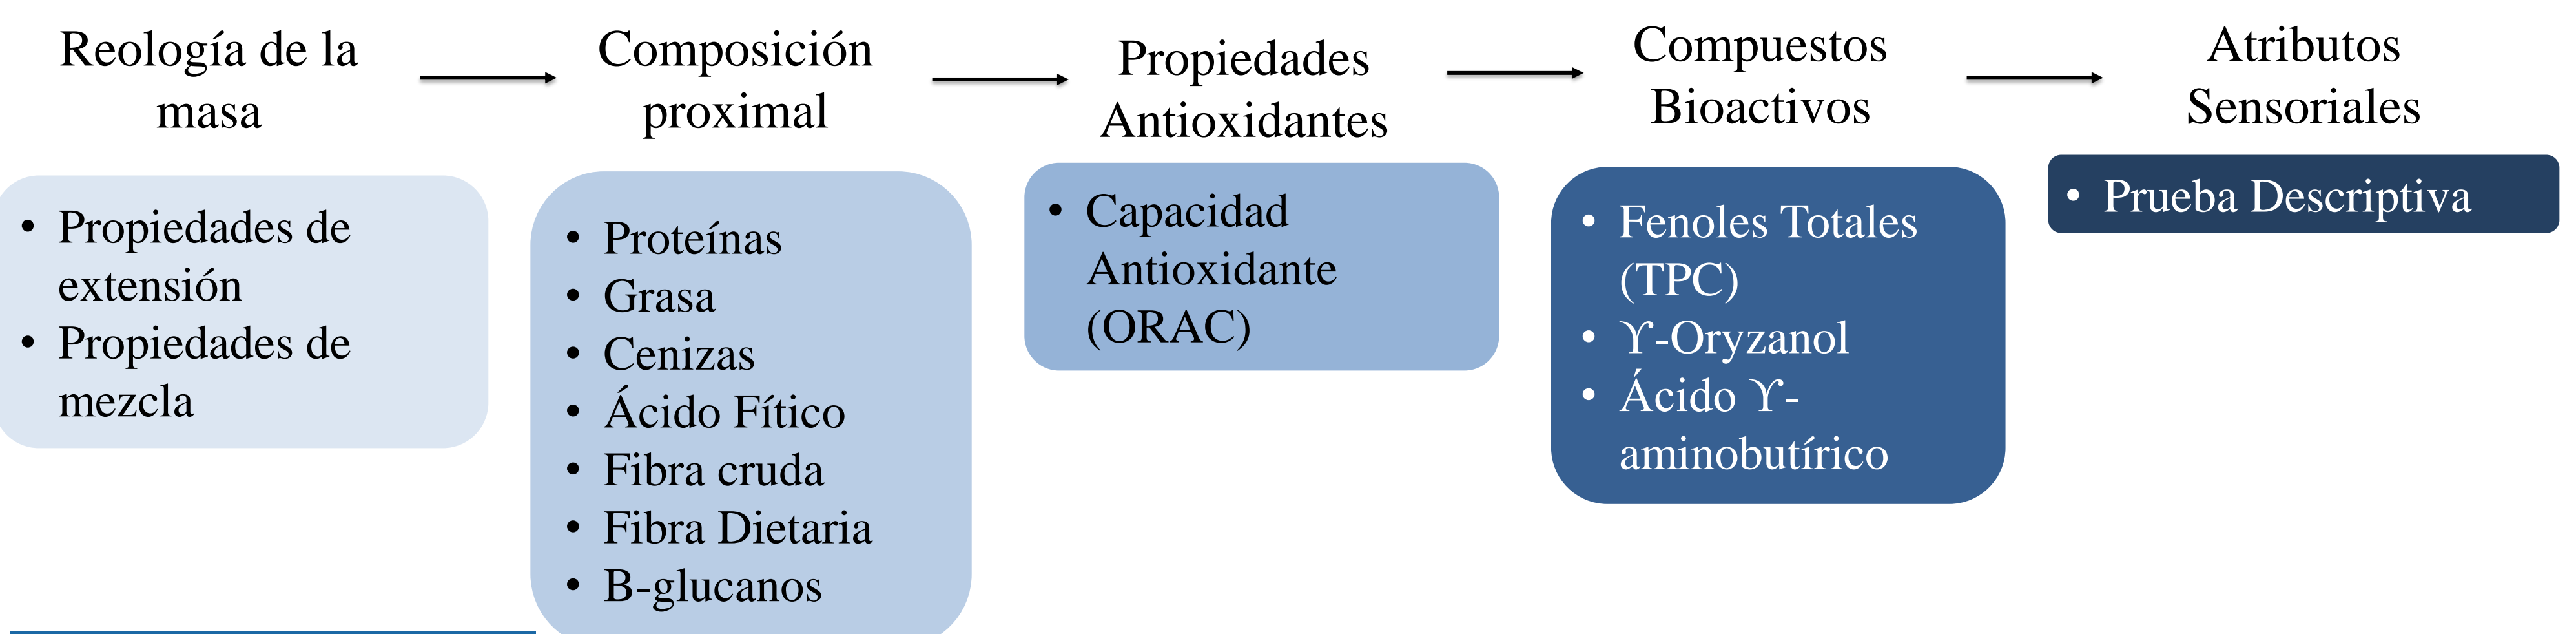 Reología de la
masa
• Propiedades de
extensión
• Propiedades de
mezcla
Composición
proximal
• Proteínas
• Grasa
• Cenizas
• Ácido Fítico
• Fibra cruda
• Fibra Dietaria
• B-glucanos
Propiedades
Antioxidantes
• Capacidad
Antioxidante
(ORAC)
Compuestos
Bioactivos
• Fenoles Totales
(TPC)
• ϒ-Oryzanol
• Ácido ϒ-
aminobutírico
Atributos
Sensoriales
• Prueba Descriptiva